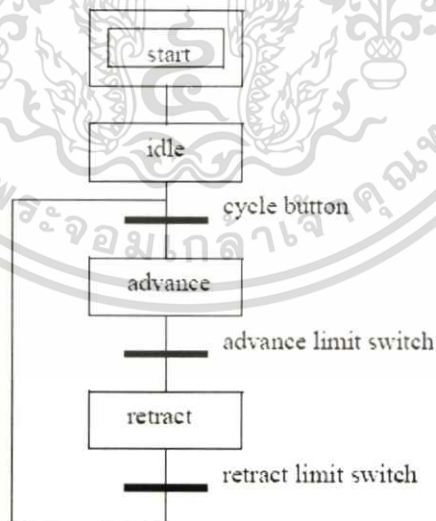 start
idle
cycle button
advance
advance limit switch
retract
retract limit switch